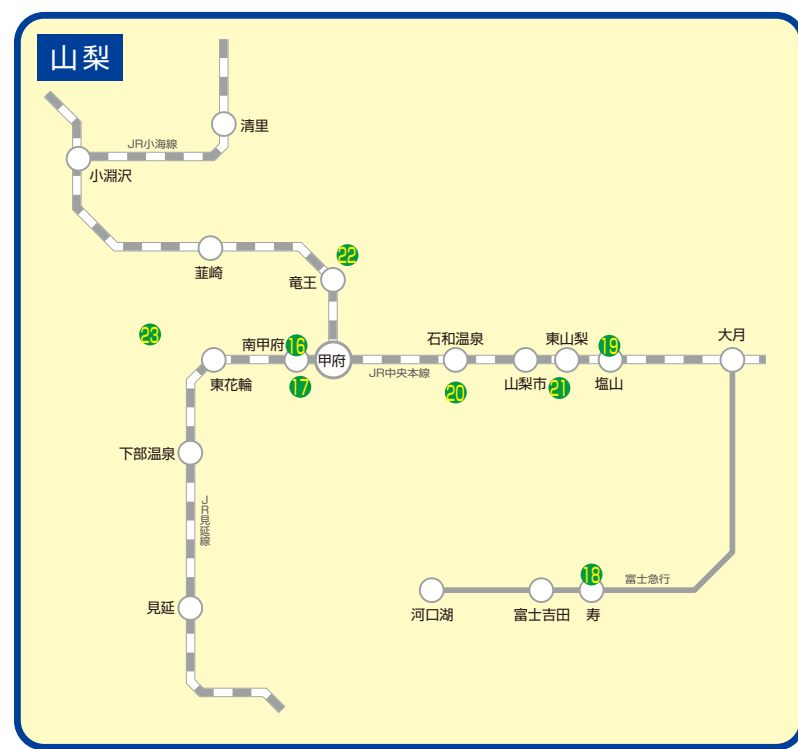 山梨
清里
JR小海線
小淵沢
韮崎
22
竜王
23
南甲府
16
石和温泉
東山梨
19
大月
甲府
東花輪
17
JR中央本線
20
山梨市
21
塩山
下部温泉
JR見延線
18
富士急行
見延
河口湖
富士吉田
寿